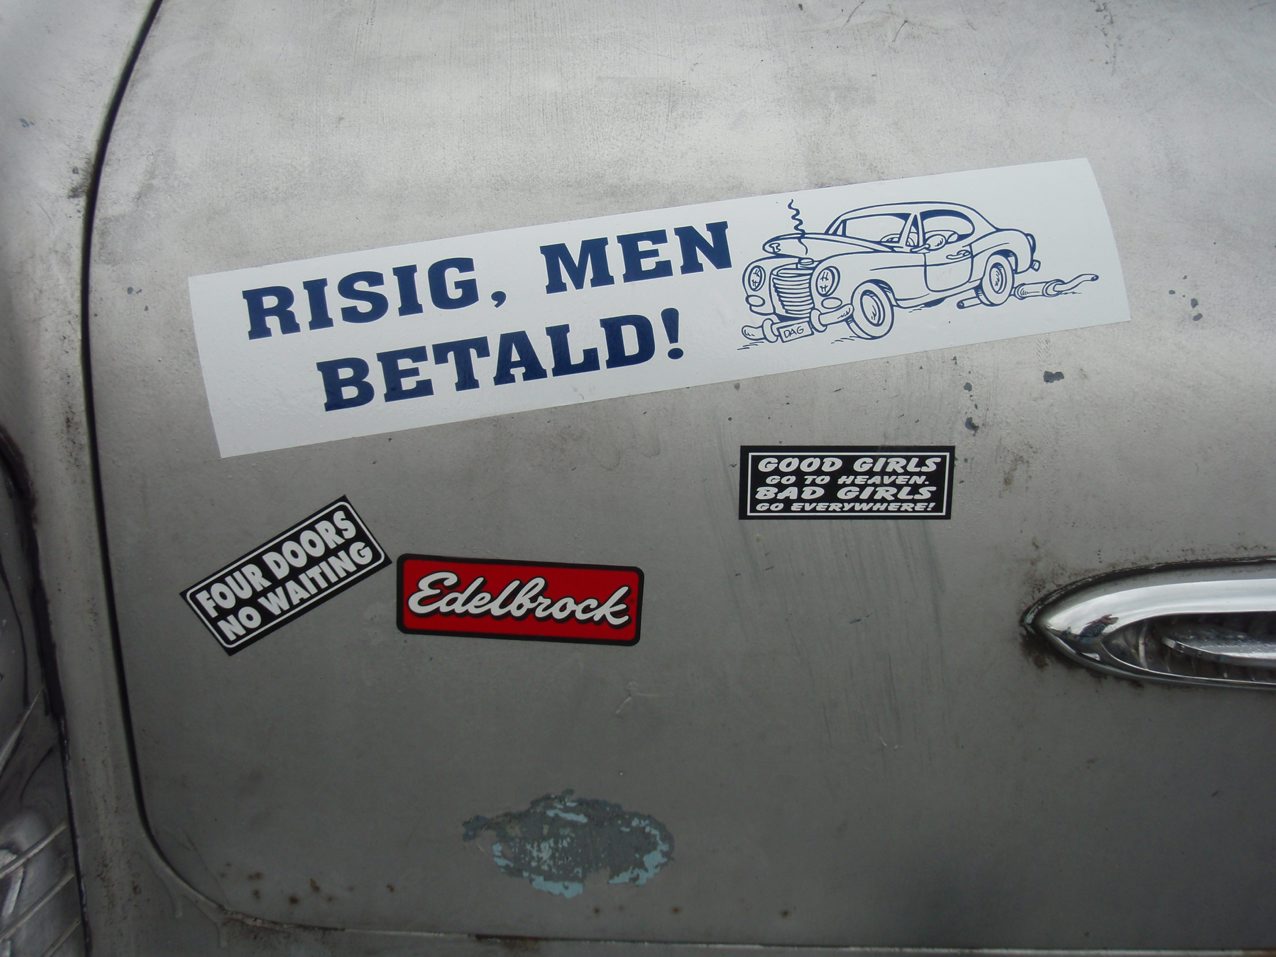 RISIG, MEN
BETALD!
DAG
GOOD GIRLS
GO TO HEAVEN.
BAD GIRLS
GO EVERYWHERE!
FOUR DOORS
NO WAITING
Edelbrock